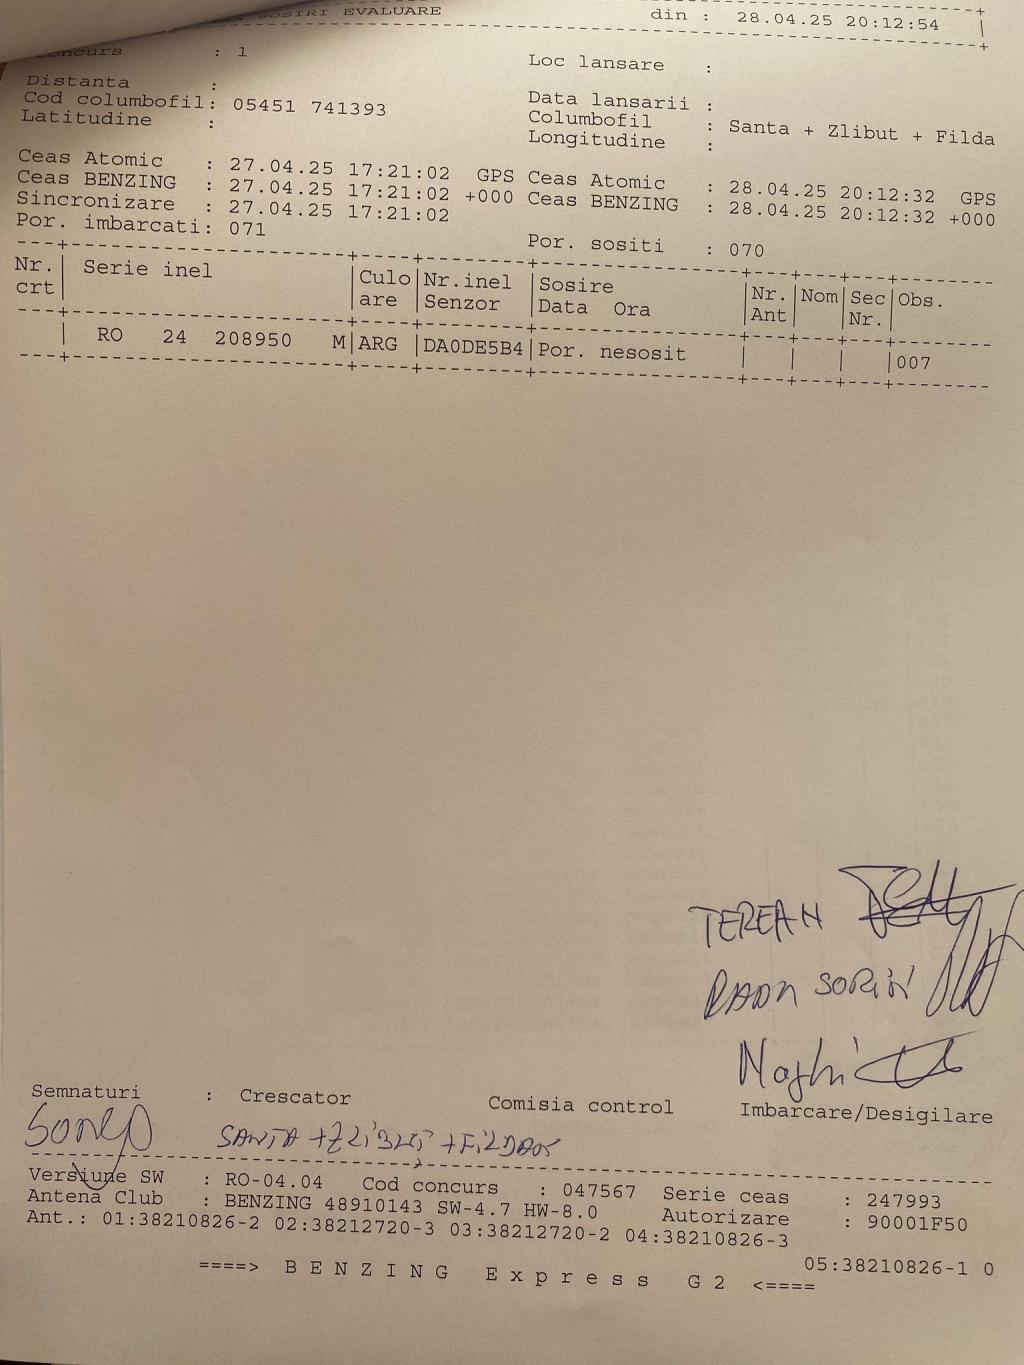 SOSIRI EVALUARE din : 28.04.25 20:12:54
: 1 Loc lansare :
Distanta :
Cod columbofil: 05451 741393 Data lansarii :
Latitudine : Columbofil : Santa + Zlibut + Filda
Longitudine :
Ceas Atomic : 27.04.25 17:21:02 GPS Ceas Atomic : 28.04.25 20:12:32 GPS
Ceas BENZING : 27.04.25 17:21:02 +000 Ceas BENZING : 28.04.25 20:12:32 +000
Sincronizare : 27.04.25 17:21:02
Por. imbarcati: 071 Por. sositi : 070
Nr. Serie inel Culo Nr.inel Sosire Nr. Nom Sec Obs.
crt are Senzor Data Ora Ant Nr.
RO 24 208950 M ARG DA0DE5B4 Por. nesosit 007
TEREAN
RADU SORIN
Semnaturi : Crescator Comisia control Imbarcare/Desigilare
SANTA + ZLIBUT +
Versiune SW : RO-04.04 Cod concurs : 047567 Serie ceas : 247993
Antena Club : BENZING 48910143 SW-4.7 HW-8.0 Autorizare : 90001F50
Ant.: 01:38210826-2 02:38212720-3 03:38212720-2 04:38210826-3 05:38210826-1 0
====> B E N Z I N G E x p r e s s G 2 <====